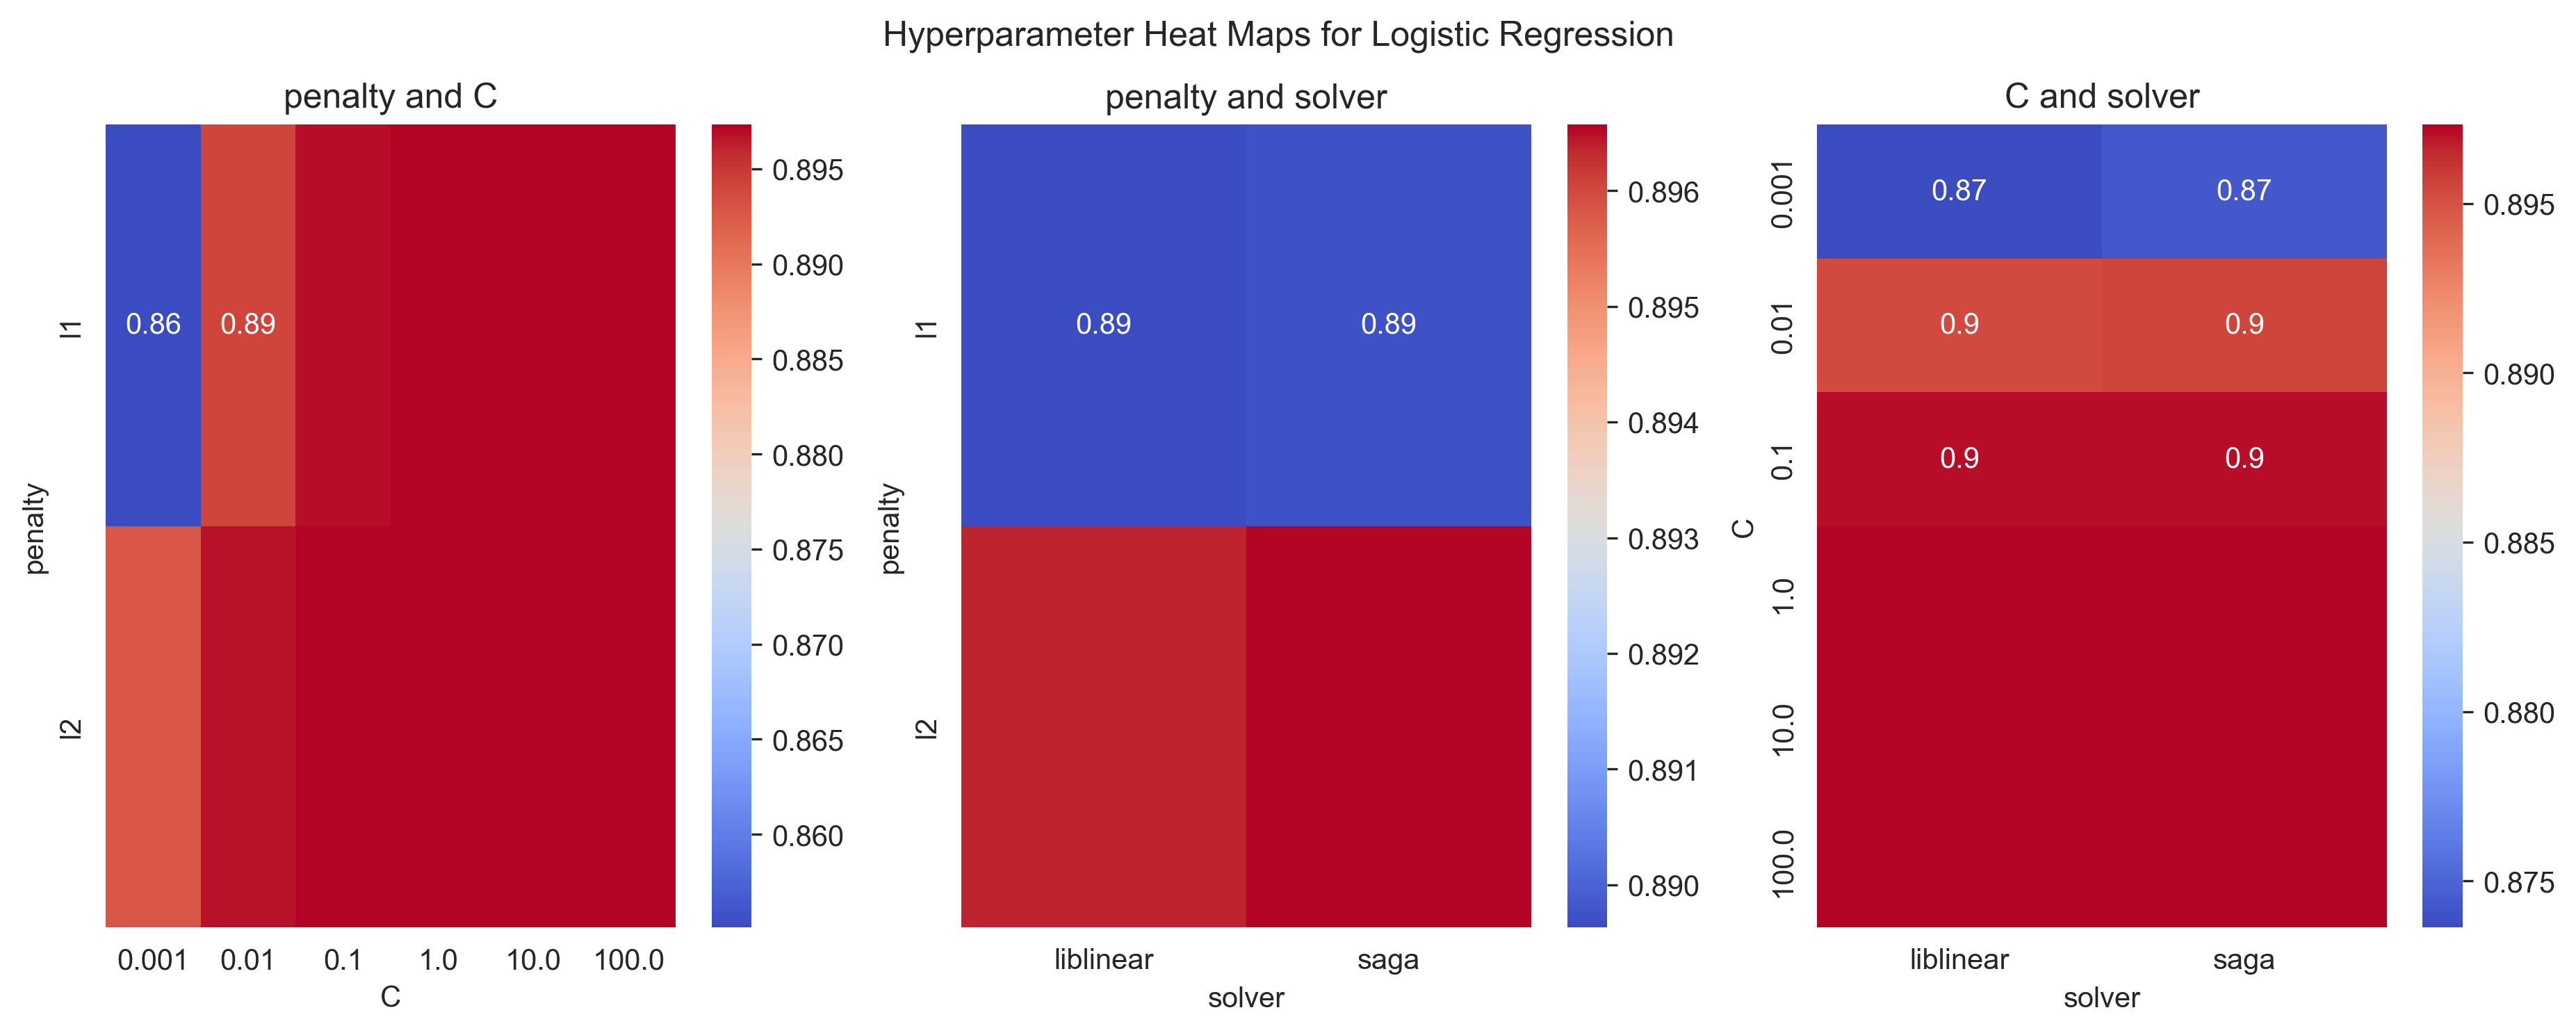 Hyperparameter Heat Maps for Logistic Regression
penalty and C
penalty
l1
l2
0.86 0.89
0.001 0.01 0.1 1.0 10.0 100.0
C
0.895
0.890
0.885
0.880
0.875
0.870
0.865
0.860
penalty and solver
penalty
l1
l2
0.89 0.89
liblinear saga
solver
0.896
0.895
0.894
0.893
0.892
0.891
0.890
C and solver
C
0.001
0.01
0.1
1.0
10.0
100.0
0.87 0.87
0.9 0.9
0.9 0.9
liblinear saga
solver
0.895
0.890
0.885
0.880
0.875